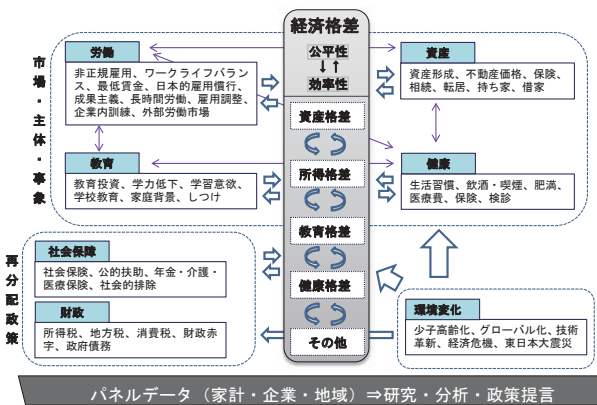 経済格差
公平性
↓↑
効率性
資産格差
所得格差
教育格差
健康格差
その他
市場・主体・事象
労働
非正規雇用、ワークライフバラン
ス、最低賃金、日本的雇用慣行、
成果主義、長時間労働、雇用調整、
企業内訓練、外部労働市場
資産
資産形成、不動産価格、保険、
相続、転居、持ち家、借家
教育
教育投資、学力低下、学習意欲、
学校教育、家庭背景、しつけ
健康
生活習慣、飲酒・喫煙、肥満、
医療費、保険、検診
再分配政策
社会保障
社会保険、公的扶助、年金・介護・
医療保険、社会的排除
財政
所得税、地方税、消費税、財政赤
字、政府債務
環境変化
少子高齢化、グローバル化、技術
革新、経済危機、東日本大震災
パネルデータ（家計・企業・地域）⇒研究・分析・政策提言